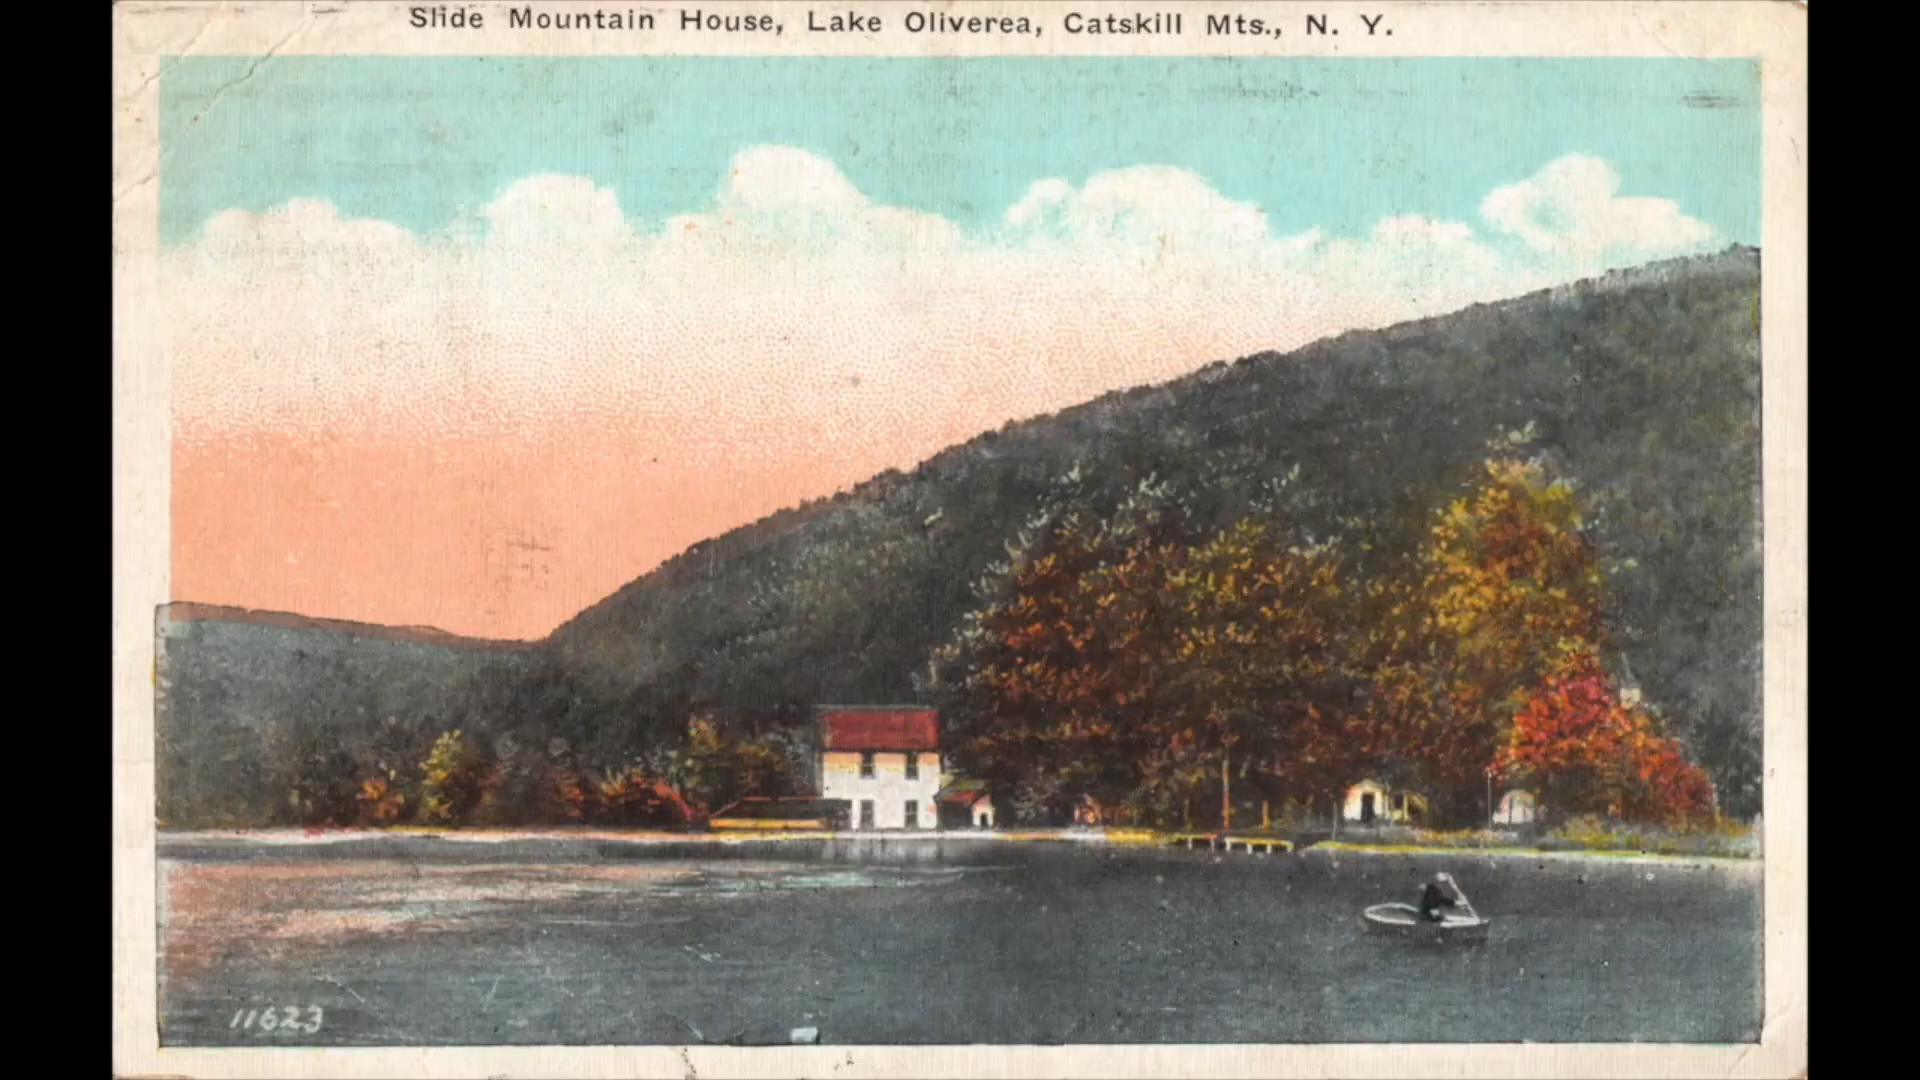 Slide Mountain House, Lake Oliverea, Catskill Mts., N. Y.
11623